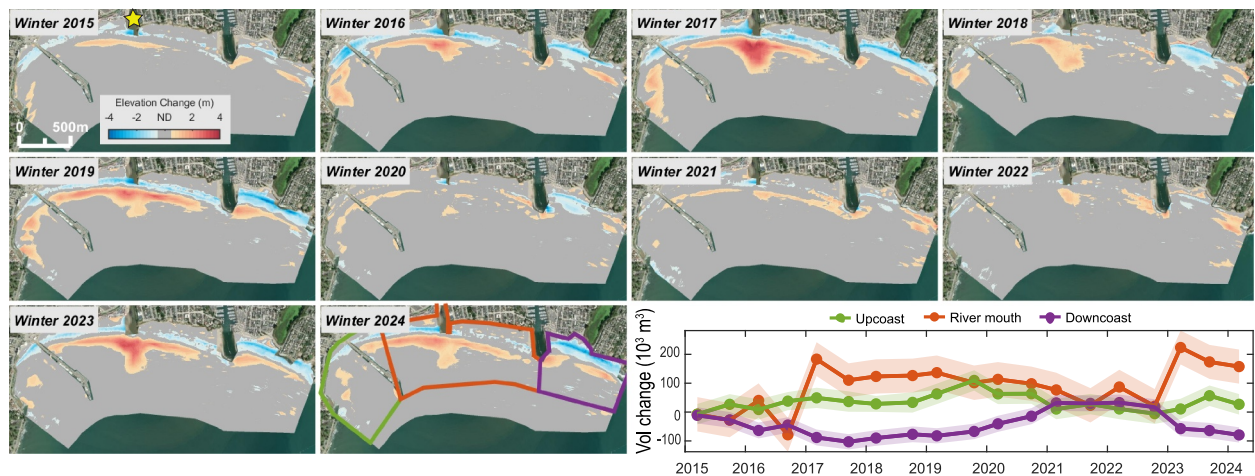 Winter 2015
Winter 2016
Winter 2017
Winter 2018
Elevation Change (m)
-4 -2 ND 2 4
0 500m
Winter 2019
Winter 2020
Winter 2021
Winter 2022
Winter 2023
Winter 2024
Upcoast River mouth Downcoast
Vol change (10³ m³)
200
100
0
-100
2015 2016 2017 2018 2019 2020 2021 2022 2023 2024